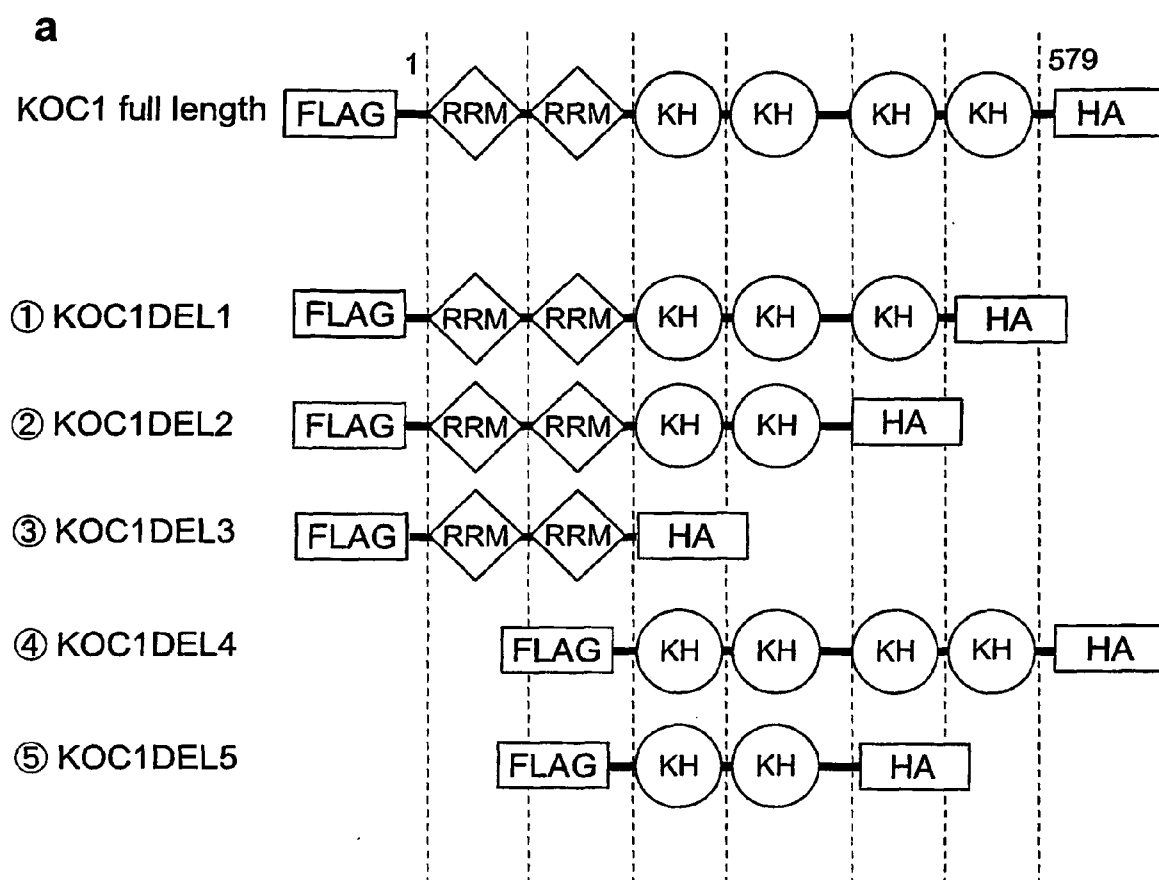 a
1 579
KOC1 full length FLAG RRM RRM KH KH KH KH HA
① KOC1DEL1 FLAG RRM RRM KH KH KH HA
② KOC1DEL2 FLAG RRM RRM KH KH HA
③ KOC1DEL3 FLAG RRM RRM HA
④ KOC1DEL4 FLAG KH KH KH KH HA
⑤ KOC1DEL5 FLAG KH KH HA